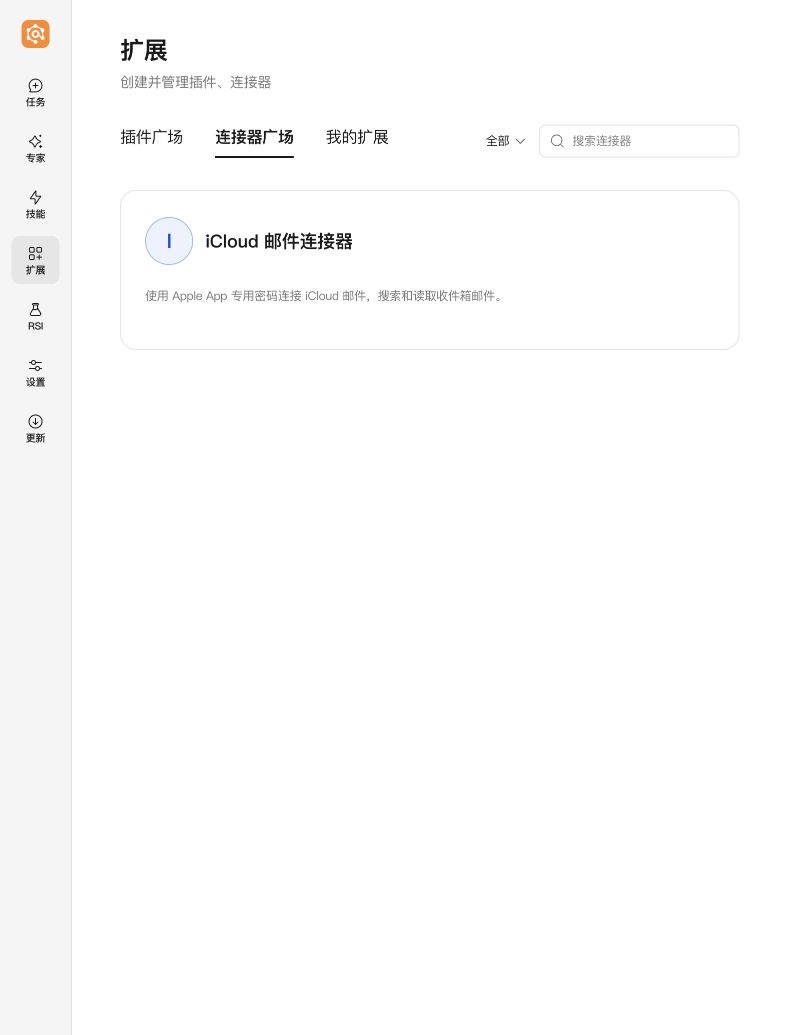 任务
专家
技能
扩展
RSI
设置
更新
扩展
创建并管理插件、连接器
插件广场 连接器广场 我的扩展 全部 搜索连接器
I iCloud 邮件连接器
使用 Apple App 专用密码连接 iCloud 邮件，搜索和读取收件箱邮件。